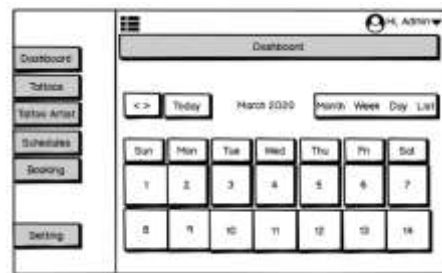 Hi, Admin
Dashboard
Dashboard
Tattoos
Tattoo Artist
Schedules
Booking
Setting
< > Today March 2020 Month Week Day List
Sun Mon Tue Wed Thu Fri Sat
1 2 3 4 5 6 7
8 9 10 11 12 13 14